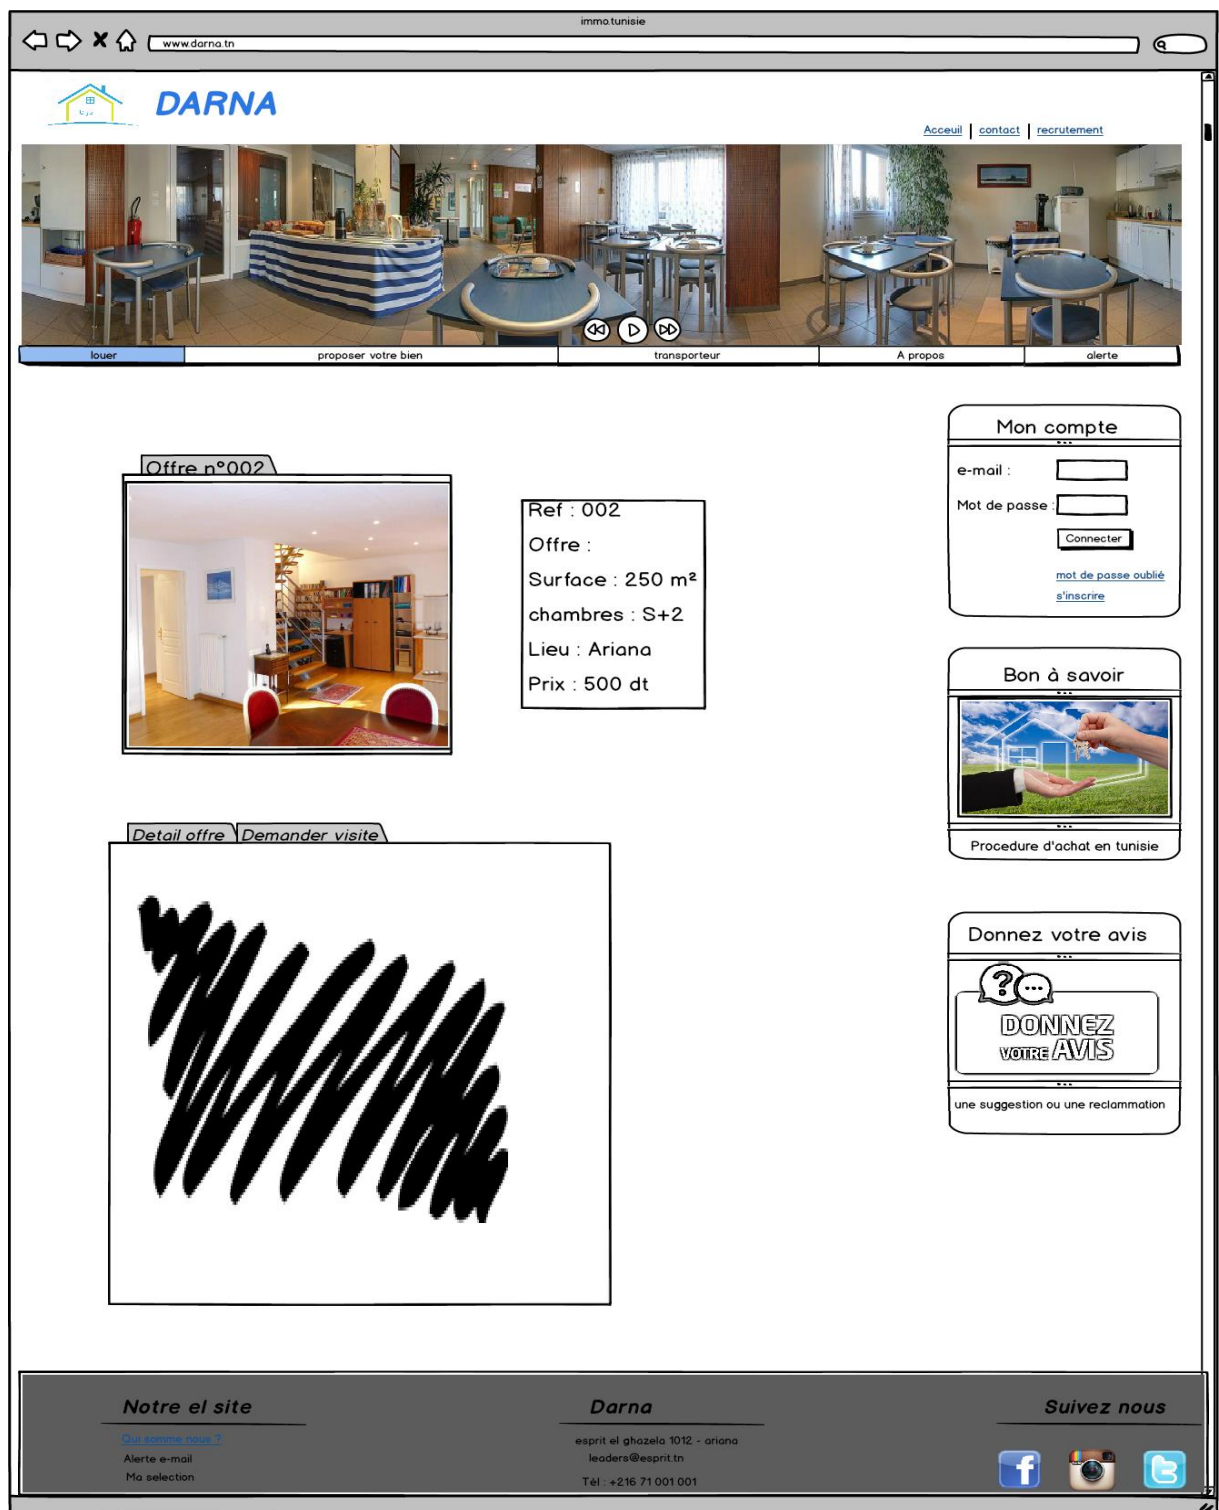 immo.tunisie
www.darna.tn
DARNA
Acceuil | contact | recrutement
louer
proposer votre bien
transporteur
A propos
alerte
Offre n°002
Ref : 002
Offre :
Surface : 250 m²
chambres : S+2
Lieu : Ariana
Prix : 500 dt
Detail offre
Demander visite
Mon compte
e-mail :
Mot de passe :
Connecter
mot de passe oublié
s'inscrire
Bon à savoir
Procedure d'achat en tunisie
Donnez votre avis
DONNEZ
VOTRE AVIS
une suggestion ou une reclammation
Notre el site
Qui somme nous ?
Alerte e-mail
Ma selection
Darna
esprit el ghazela 1012 - ariana
leaders@esprit.tn
Tél : +216 71 001 001
Suivez nous